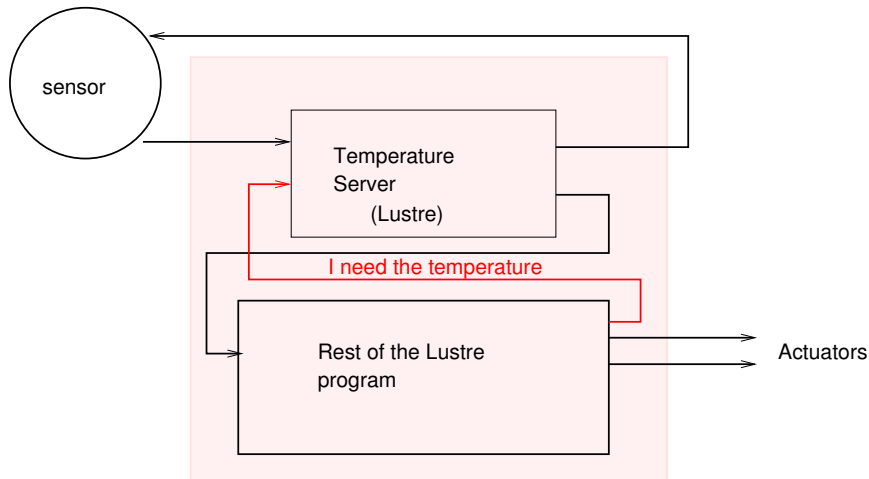 sensor
Temperature
Server
(Lustre)
I need the temperature
Rest of the Lustre
program
Actuators